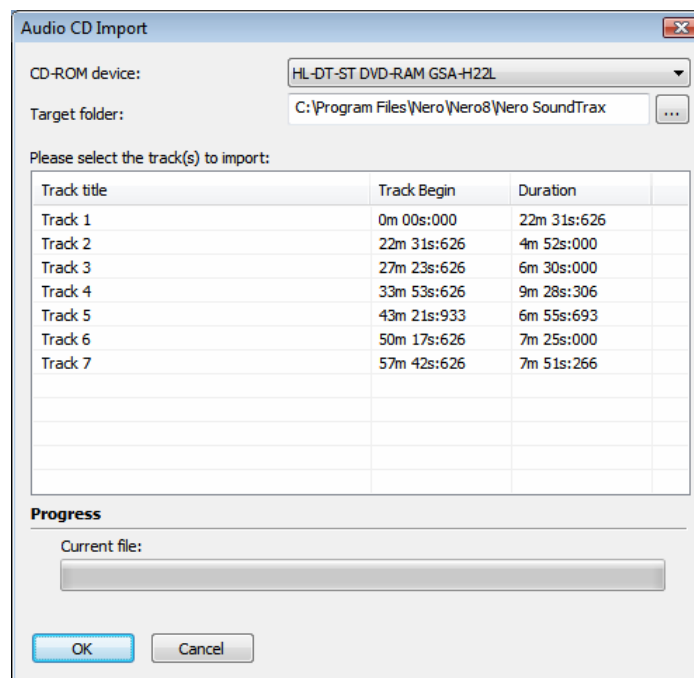 Audio CD Import
CD-ROM device: HL-DT-ST DVD-RAM GSA-H22L
Target folder: C:\Program Files\Nero\Nero8\Nero SoundTrax ...
Please select the track(s) to import:
Track title Track Begin Duration
Track 1 0m 00s:000 22m 31s:626
Track 2 22m 31s:626 4m 52s:000
Track 3 27m 23s:626 6m 30s:000
Track 4 33m 53s:626 9m 28s:306
Track 5 43m 21s:933 6m 55s:693
Track 6 50m 17s:626 7m 25s:000
Track 7 57m 42s:626 7m 51s:266
Progress
Current file:
OK Cancel